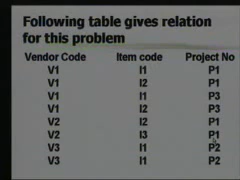 Following table gives relation
for this problem
Vendor Code Item code Project No
V1 I1 P1
V1 I2 P1
V1 I1 P3
V1 I2 P3
V2 I2 P1
V2 I3 P1
V3 I1 P2
V3 I1 P2